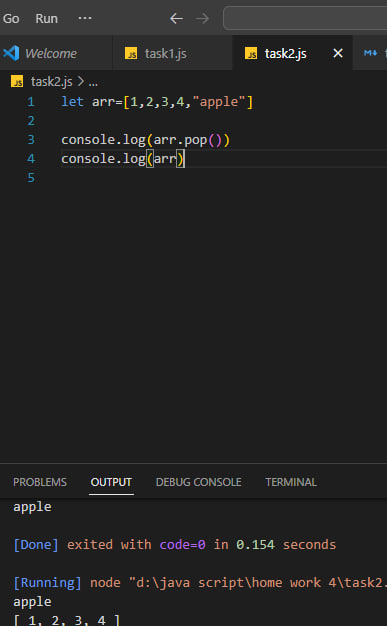 Go Run ...
Welcome JS task1.js JS task2.js
JS task2.js > ...
1 let arr=[1,2,3,4,"apple"]
2
3 console.log(arr.pop())
4 console.log(arr)
5
PROBLEMS OUTPUT DEBUG CONSOLE TERMINAL
apple
[Done] exited with code=0 in 0.154 seconds
[Running] node "d:\java script\home work 4\task2.
apple
[ 1, 2, 3, 4 ]